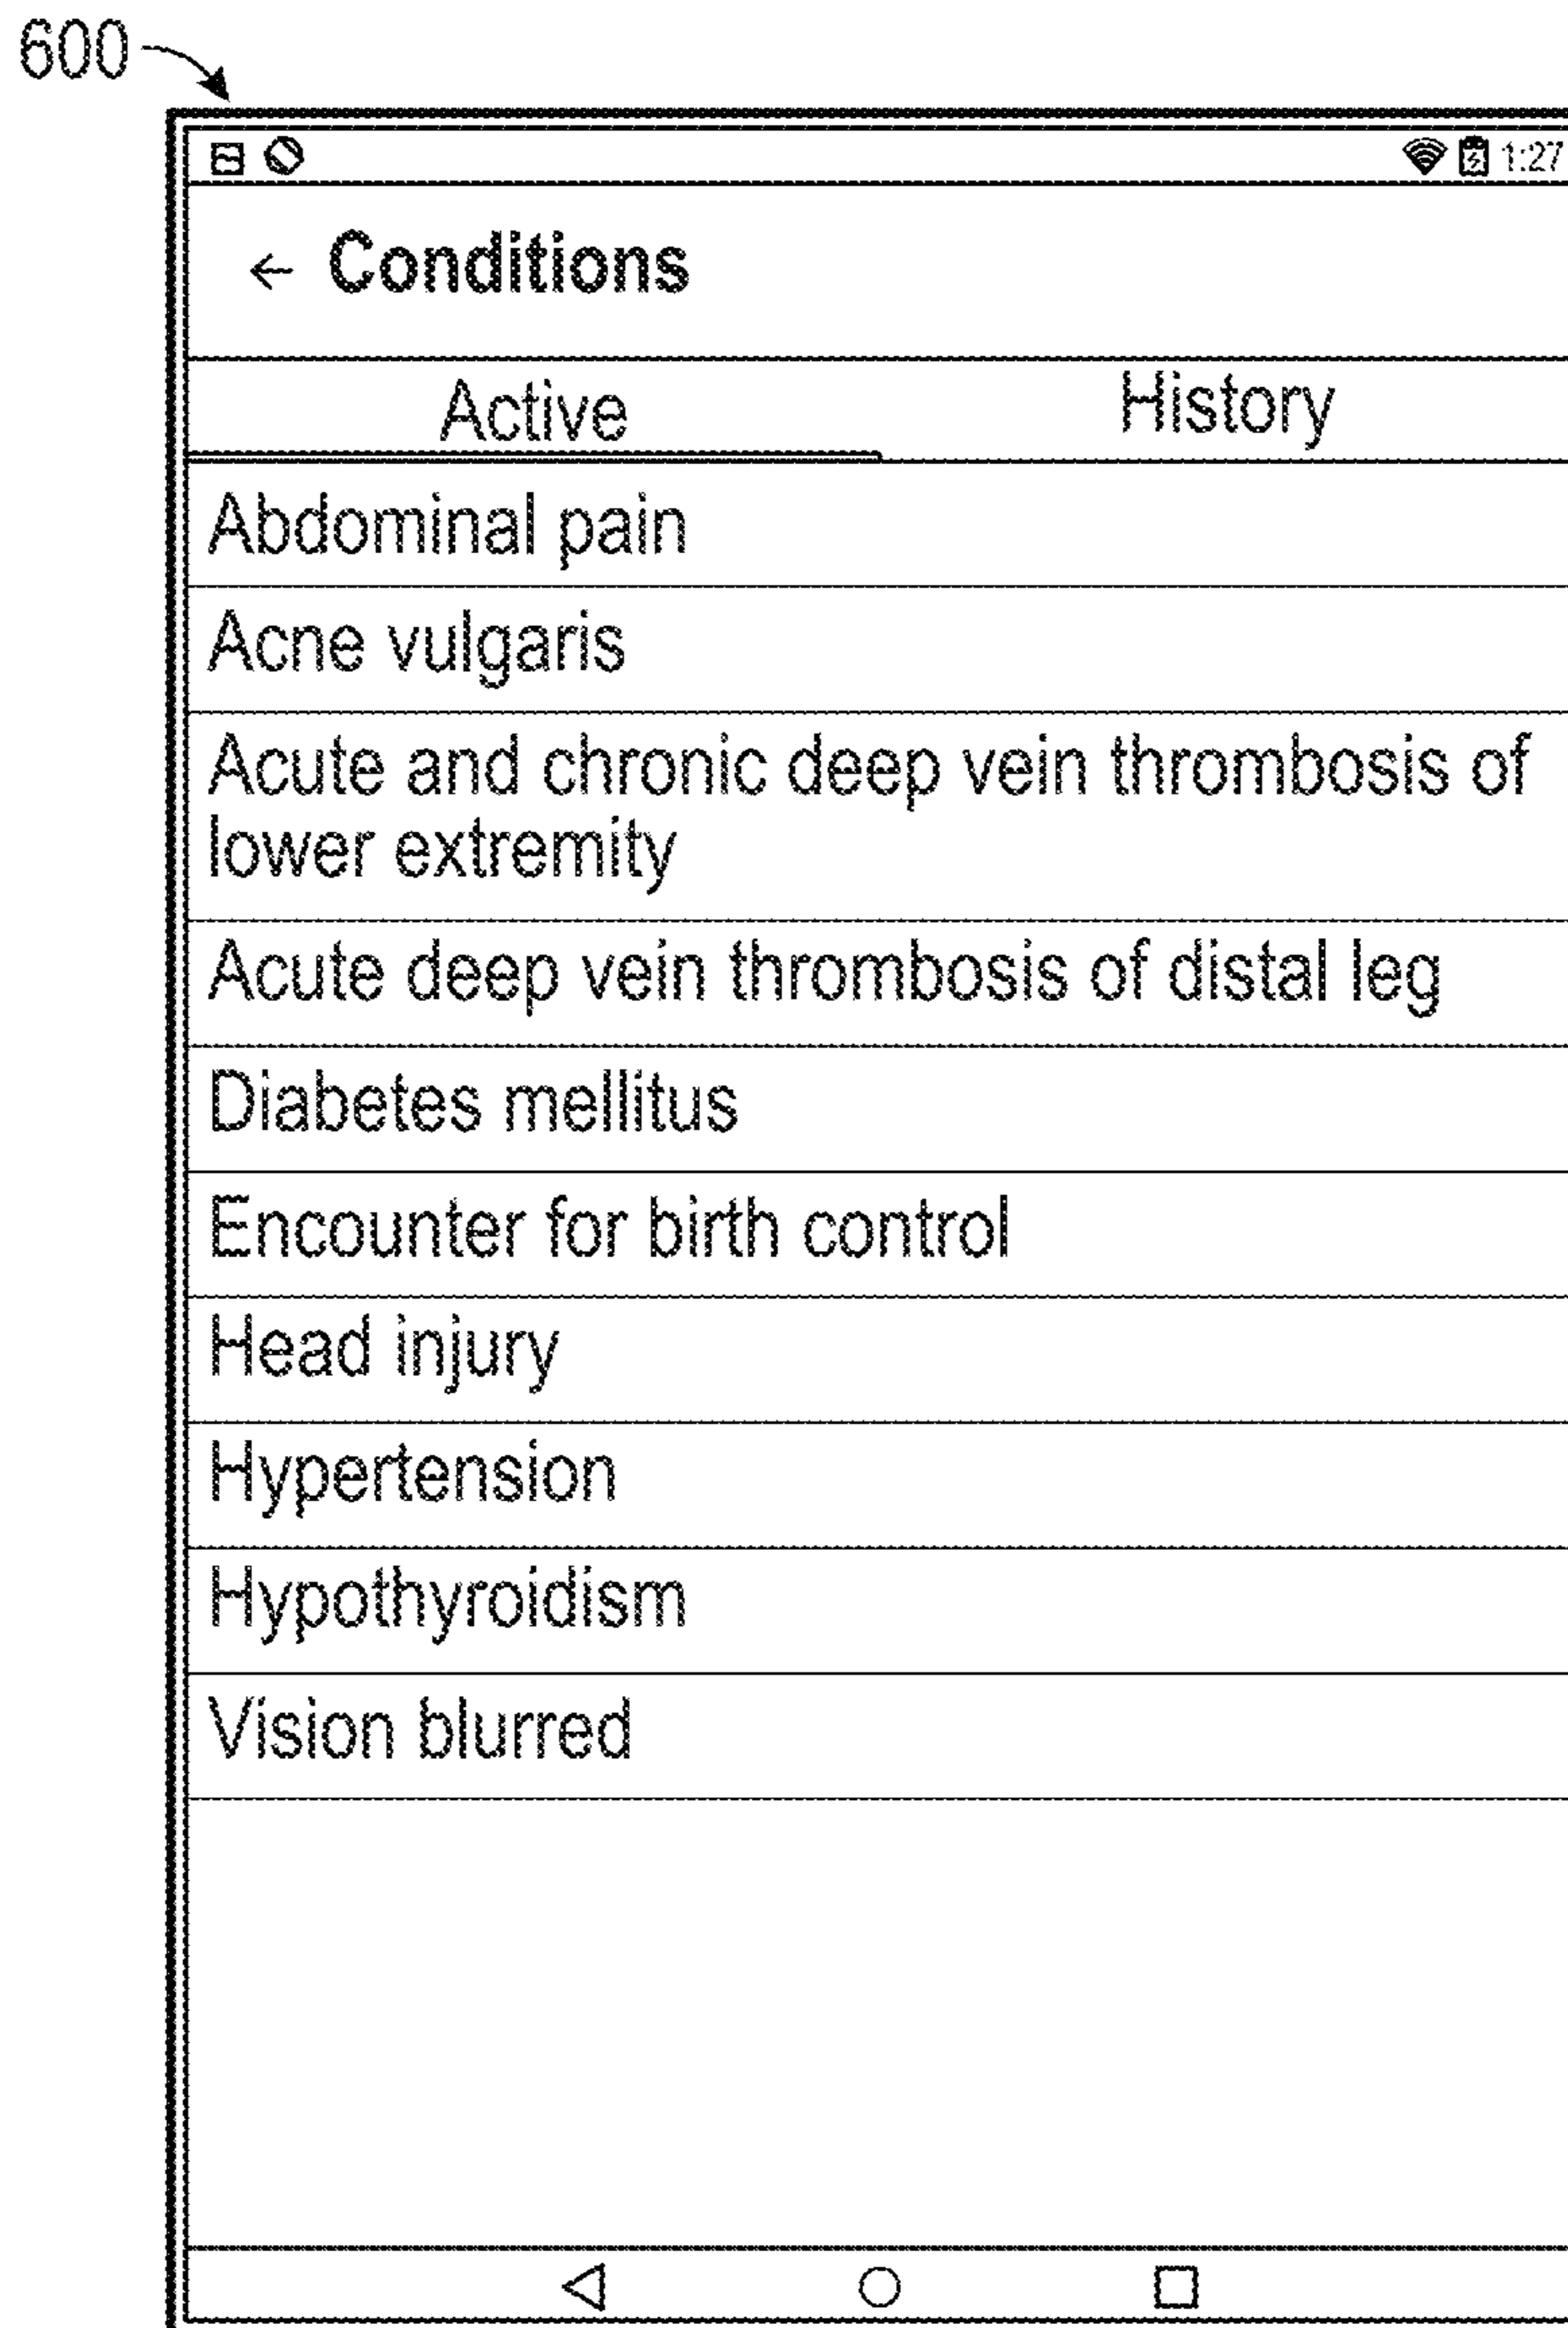 600
1:27
← Conditions
Active History
Abdominal pain
Acne vulgaris
Acute and chronic deep vein thrombosis of
lower extremity
Acute deep vein thrombosis of distal leg
Diabetes mellitus
Encounter for birth control
Head injury
Hypertension
Hypothyroidism
Vision blurred